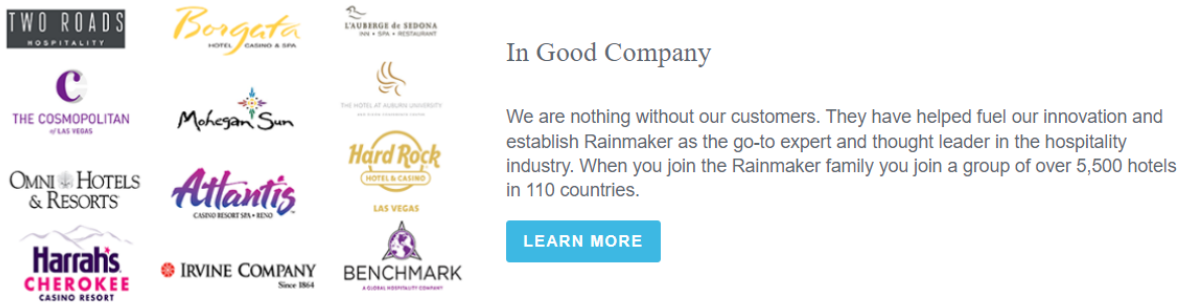 TWO ROADS
HOSPITALITY
Borgata
HOTEL CASINO & SPA
L'AUBERGE de SEDONA
INN • SPA • RESTAURANT
THE COSMOPOLITAN
of LAS VEGAS
Mohegan Sun
THE HOTEL AT AUBURN UNIVERSITY
OMNI HOTELS
& RESORTS
Atlantis
CASINO RESORT SPA • RENO
Hard Rock
HOTEL & CASINO
LAS VEGAS
Harrah's
CHEROKEE
CASINO RESORT
IRVINE COMPANY
Since 1864
BENCHMARK
A GLOBAL HOSPITALITY COMPANY
In Good Company
We are nothing without our customers. They have helped fuel our innovation and
establish Rainmaker as the go-to expert and thought leader in the hospitality
industry. When you join the Rainmaker family you join a group of over 5,500 hotels
in 110 countries.
LEARN MORE